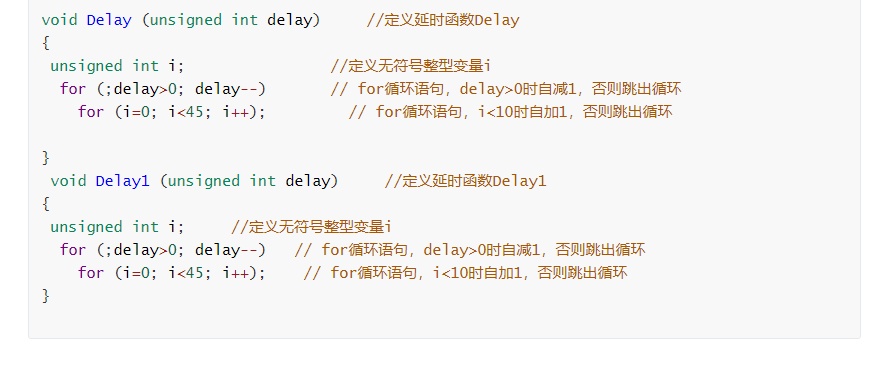 void Delay (unsigned int delay)     //定义延时函数Delay
{
 unsigned int i;                //定义无符号整型变量i
  for (;delay>0; delay--)       // for循环语句，delay>0时自减1，否则跳出循环
    for (i=0; i<45; i++);         // for循环语句，i<10时自加1，否则跳出循环
}
 void Delay1 (unsigned int delay)     //定义延时函数Delay1
{
 unsigned int i;     //定义无符号整型变量i
  for (;delay>0; delay--)   // for循环语句，delay>0时自减1，否则跳出循环
    for (i=0; i<45; i++);    // for循环语句，i<10时自加1，否则跳出循环
}